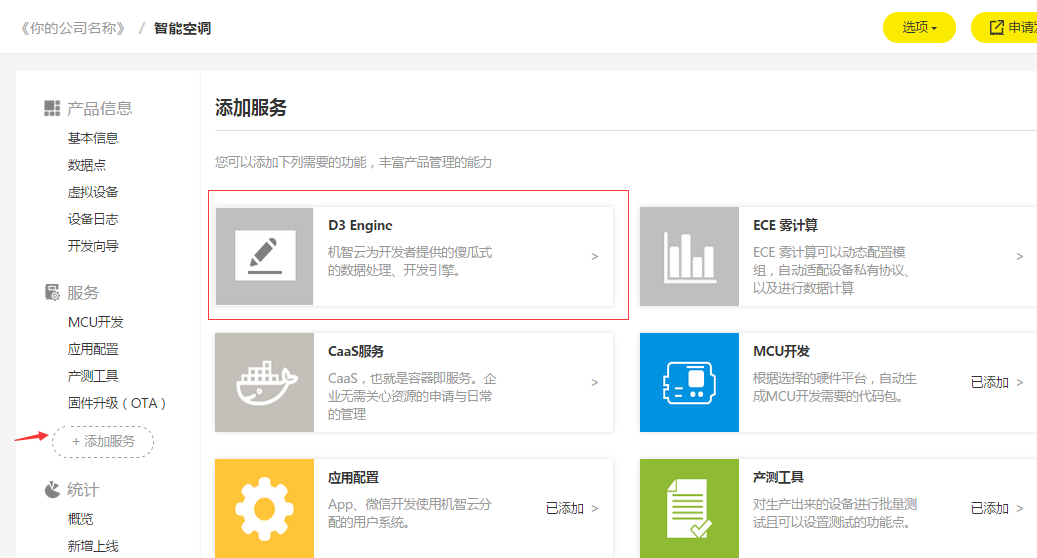 《你的公司名称》 / 智能空调
选项
申请发
产品信息
基本信息
数据点
虚拟设备
设备日志
开发向导
服务
MCU开发
应用配置
产测工具
固件升级（OTA）
+ 添加服务
统计
概览
新增上线
添加服务
您可以添加下列需要的功能，丰富产品管理的能力
D3 Engine
机智云为开发者提供的傻瓜式
的数据处理、开发引擎。
>
ECE 雾计算
ECE 雾计算可以动态配置模
组，自动适配设备私有协议、
以及进行数据计算
>
CaaS服务
CaaS，也就是容器即服务。企
业无需关心资源的申请与日常
的管理
>
MCU开发
根据选择的硬件平台，自动生
成MCU开发需要的代码包。
已添加 >
应用配置
App、微信开发使用机智云分
配的用户系统。
已添加 >
产测工具
对生产出来的设备进行批量测
试且可以设置测试的功能点。
已添加 >